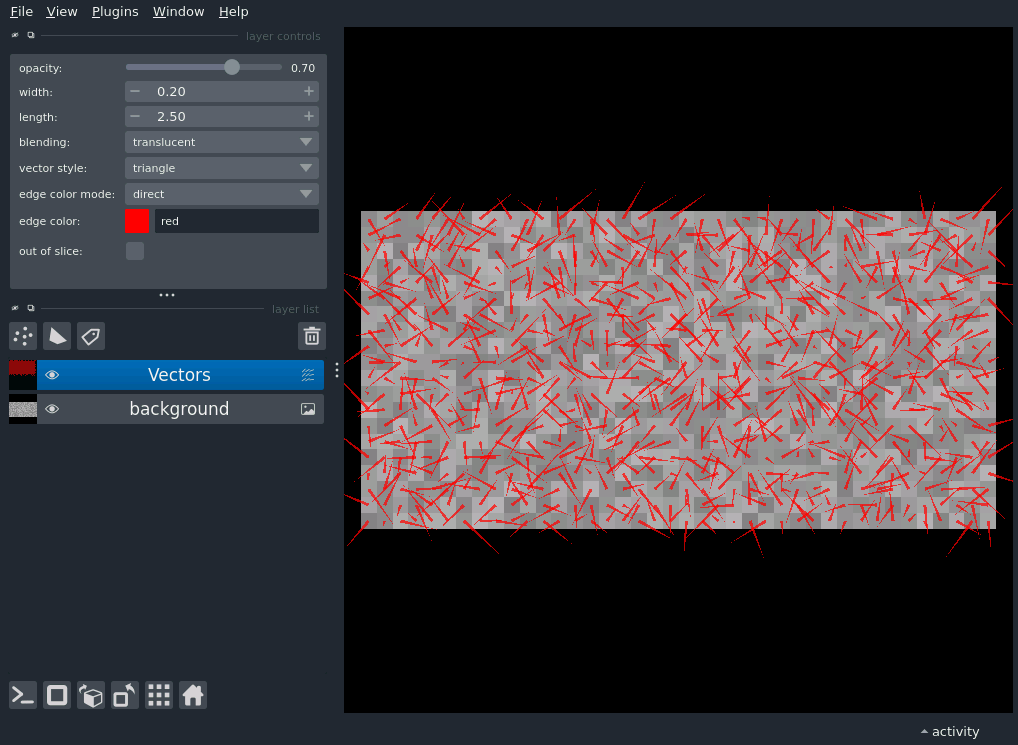 File View Plugins Window Help
layer controls
opacity: 0.70
width: 0.20
length: 2.50
blending: translucent
vector style: triangle
edge color mode: direct
edge color: red
out of slice:
layer list
Vectors
background
activity